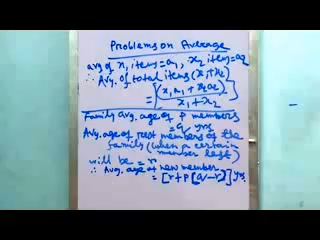 Problems on Average
avg of x₁ items = a₁, x₂ items = a₂
∴ Avg. of total items (x₁+x₂)
= (x₁a₁ + x₂a₂)
x₁+x₂
Family avg. age of P members
= q yrs
Avg. age of rest members of the
family (when a certain
member left)
will be = r
∴ Avg. age of new member
= [r+P(q-r)] yrs.